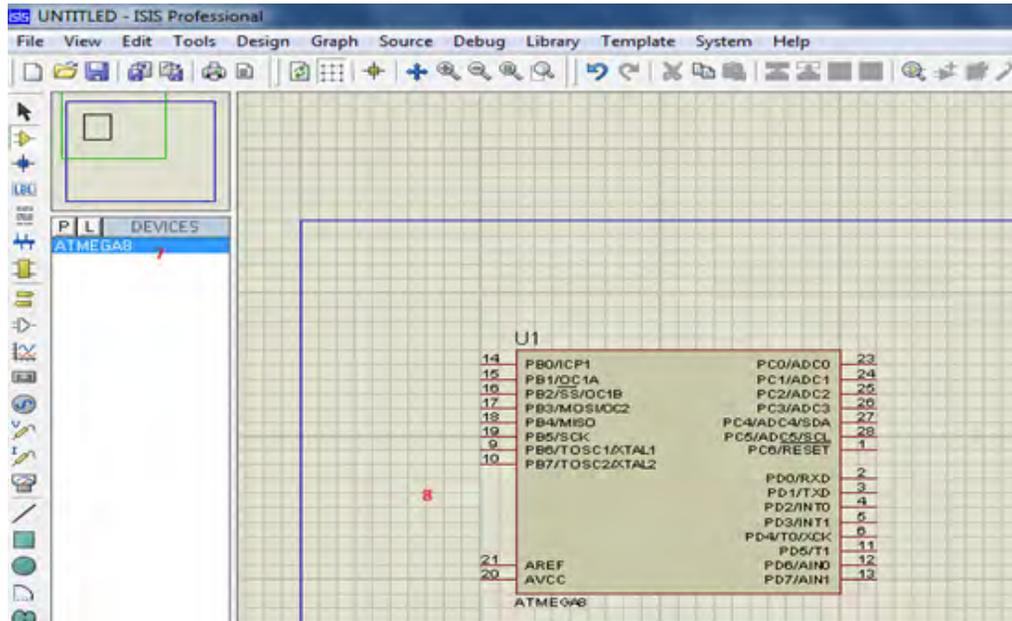 isis UNTITLED - ISIS Professional
File View Edit Tools Design Graph Source Debug Library Template System Help
LBL
P L DEVICES
ATMEGA8
7
U1
14 PB0/ICP1 PC0/ADC0 23
15 PB1/OC1A PC1/ADC1 24
16 PB2/SS/OC1B PC2/ADC2 25
17 PB3/MOSI/OC2 PC3/ADC3 26
18 PB4/MISO PC4/ADC4/SDA 27
19 PB5/SCK PC5/ADC5/SCL 28
9 PB6/TOSC1/XTAL1 PC6/RESET 1
10 PB7/TOSC2/XTAL2
PD0/RXD 2
8
PD1/TXD 3
PD2/INT0 4
PD3/INT1 5
PD4/T0/XCK 6
PD5/T1 11
21 AREF PD6/AIN0 12
20 AVCC PD7/AIN1 13
ATMEGA8